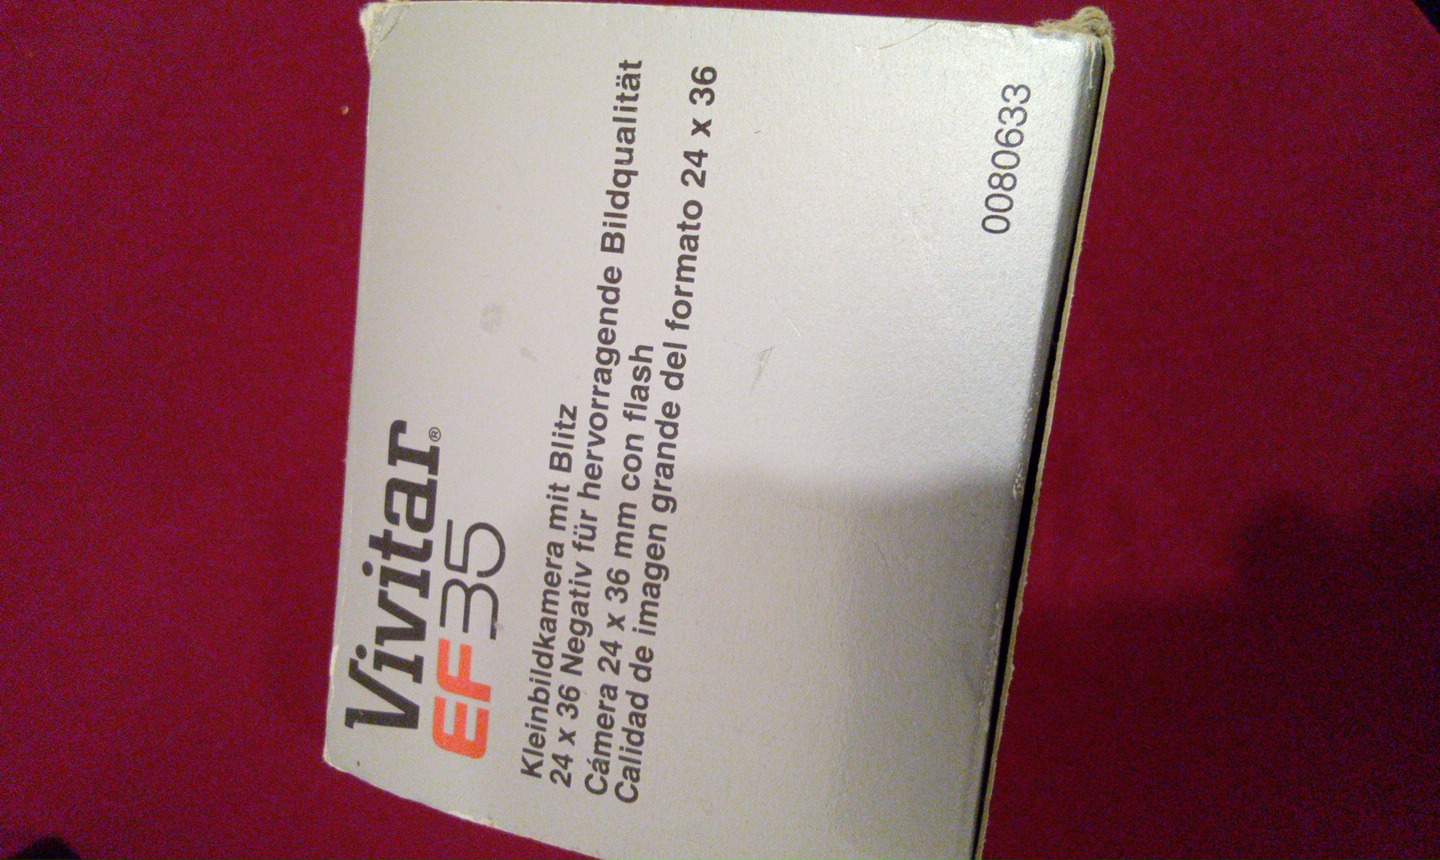 Vivitar®
EF35
Kleinbildkamera mit Blitz
24 x 36 Negativ für hervorragende Bildqualität
Cámera 24 x 36 mm con flash
Calidad de imagen grande del formato 24 x 36
0080633